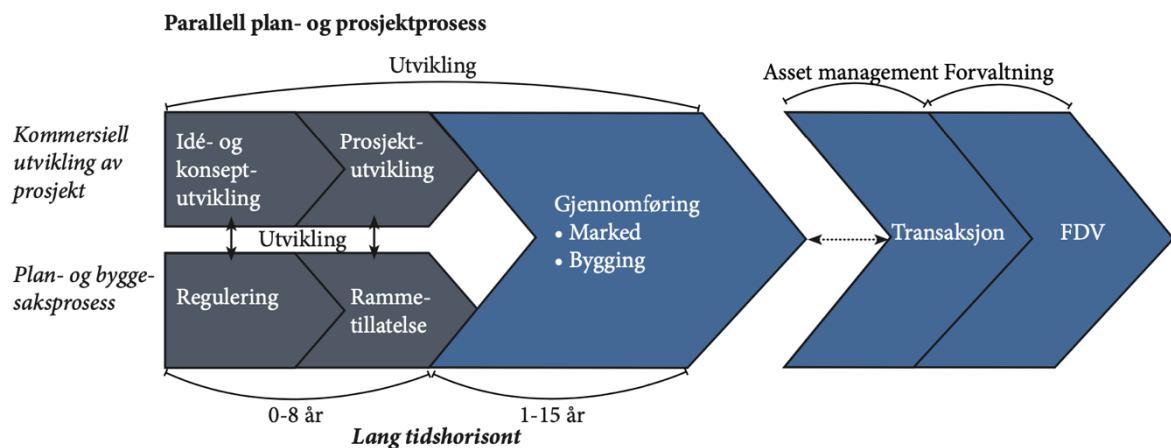 Parallell plan- og prosjektprosess
Utvikling
Asset management Forvaltning
Kommersiell
utvikling av
prosjekt
Idé- og
konsept-
utvikling
Prosjekt-
utvikling
Utvikling
Plan- og bygge-
saksprosess
Regulering
Ramme-
tillatelse
Gjennomføring
• Marked
• Bygging
Transaksjon
FDV
0-8 år
1-15 år
Lang tidshorisont